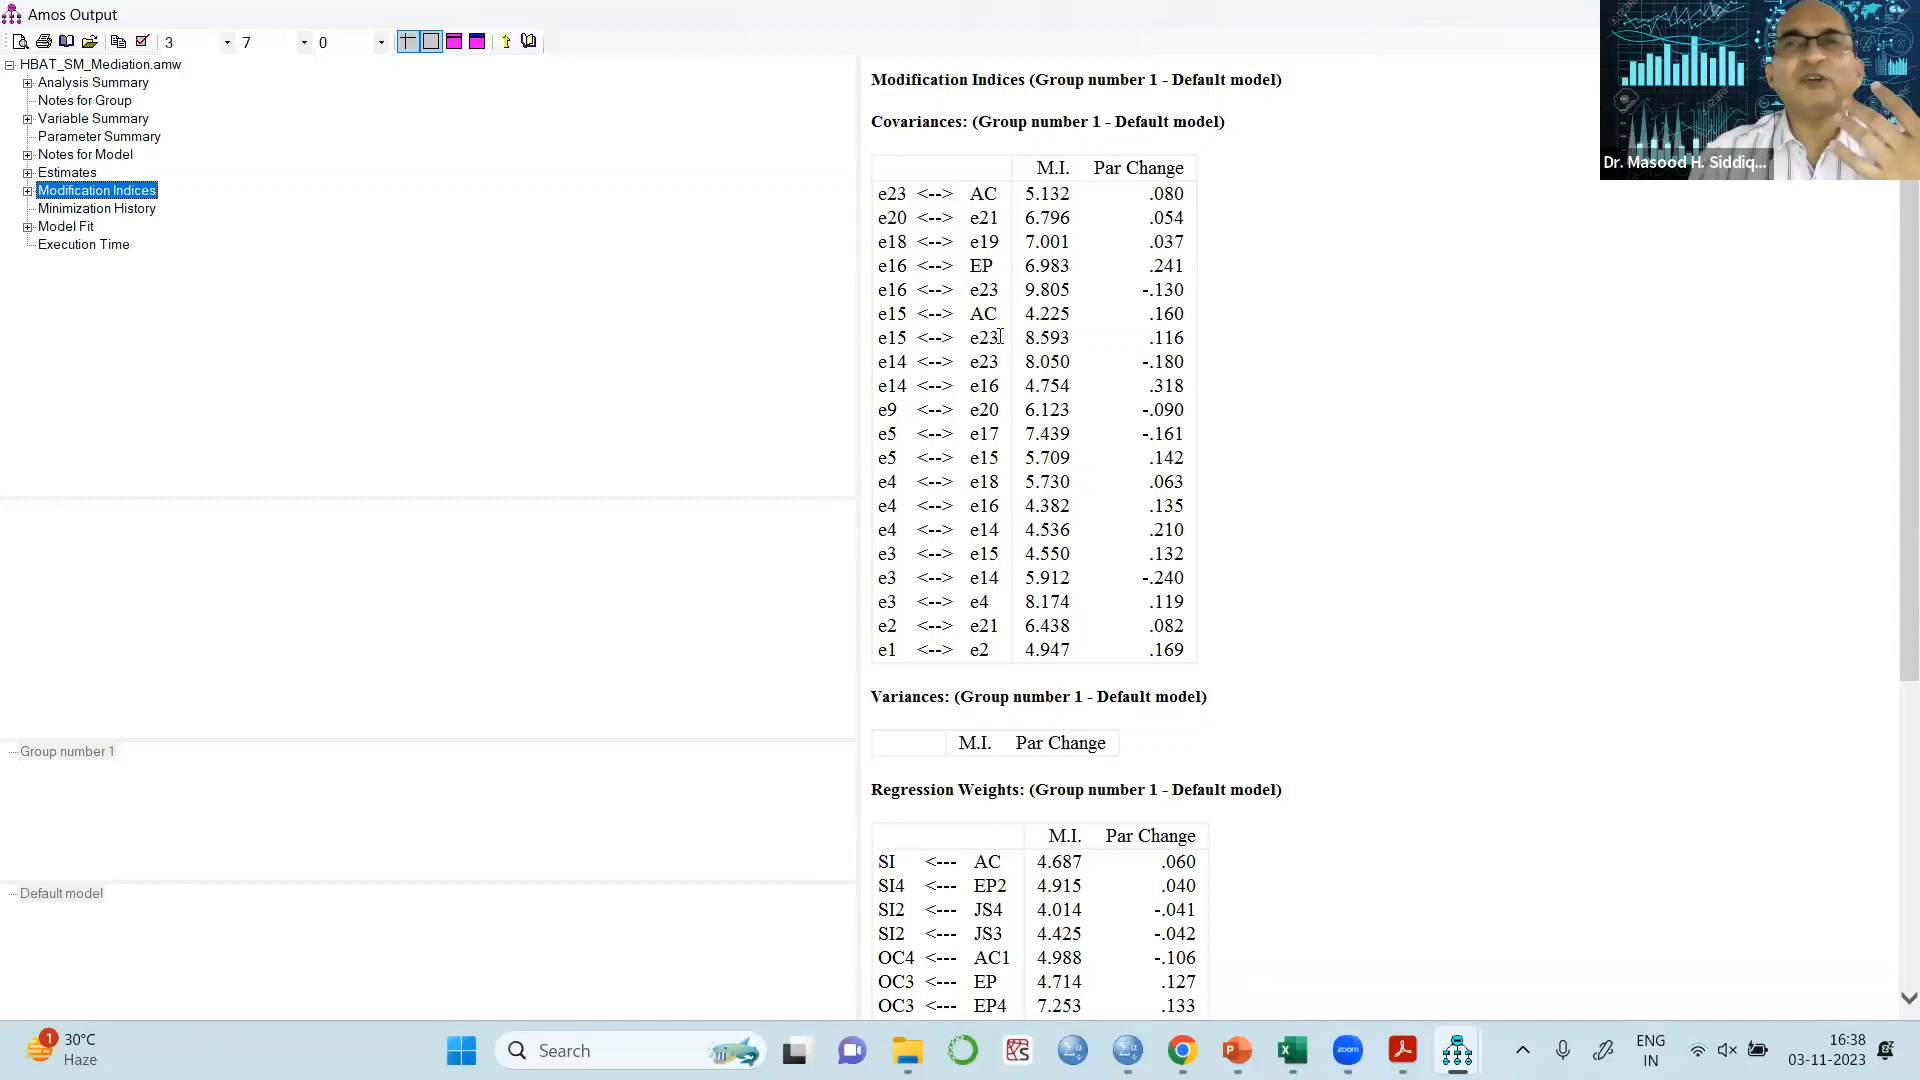 Amos Output
3 7 0
HBAT_SM_Mediation.amw
Analysis Summary
Notes for Group
Variable Summary
Parameter Summary
Notes for Model
Estimates
Modification Indices
Minimization History
Model Fit
Execution Time
Group number 1
Default model
Modification Indices (Group number 1 - Default model)
Covariances: (Group number 1 - Default model)
M.I. Par Change
e23 <--> AC 5.132 .080
e20 <--> e21 6.796 .054
e18 <--> e19 7.001 .037
e16 <--> EP 6.983 .241
e16 <--> e23 9.805 -.130
e15 <--> AC 4.225 .160
e15 <--> e23 8.593 .116
e14 <--> e23 8.050 -.180
e14 <--> e16 4.754 .318
e9 <--> e20 6.123 -.090
e5 <--> e17 7.439 -.161
e5 <--> e15 5.709 .142
e4 <--> e18 5.730 .063
e4 <--> e16 4.382 .135
e4 <--> e14 4.536 .210
e3 <--> e15 4.550 .132
e3 <--> e14 5.912 -.240
e3 <--> e4 8.174 .119
e2 <--> e21 6.438 .082
e1 <--> e2 4.947 .169
Variances: (Group number 1 - Default model)
M.I. Par Change
Regression Weights: (Group number 1 - Default model)
M.I. Par Change
SI <--- AC 4.687 .060
SI4 <--- EP2 4.915 .040
SI2 <--- JS4 4.014 -.041
SI2 <--- JS3 4.425 -.042
OC4 <--- AC1 4.988 -.106
OC3 <--- EP 4.714 .127
OC3 <--- EP4 7.253 .133
Dr. Masood H. Siddiq...
1
30°C
Haze
Search
zoom
ENG
IN
16:38
03-11-2023